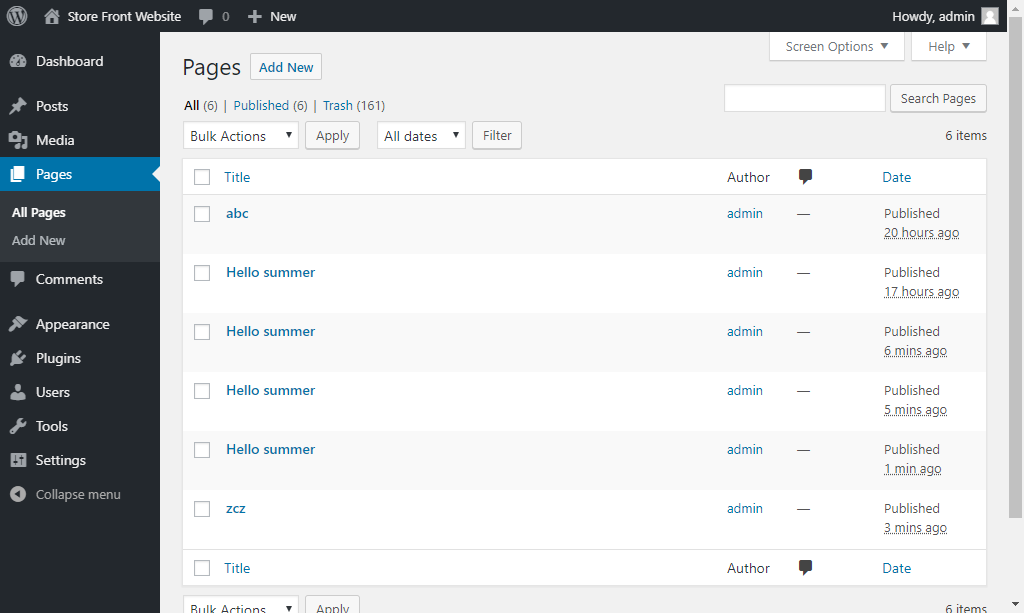 Store Front Website 0 New Howdy, admin
Screen Options Help
Dashboard
Posts
Media
Pages
All Pages
Add New
Comments
Appearance
Plugins
Users
Tools
Settings
Collapse menu
Pages Add New
All (6) | Published (6) | Trash (161)
Search Pages
Bulk Actions Apply All dates Filter 6 items
Title Author Date
abc admin — Published
20 hours ago
Hello summer admin — Published
17 hours ago
Hello summer admin — Published
6 mins ago
Hello summer admin — Published
5 mins ago
Hello summer admin — Published
1 min ago
zcz admin — Published
3 mins ago
Title Author Date
Bulk Actions Apply 6 items